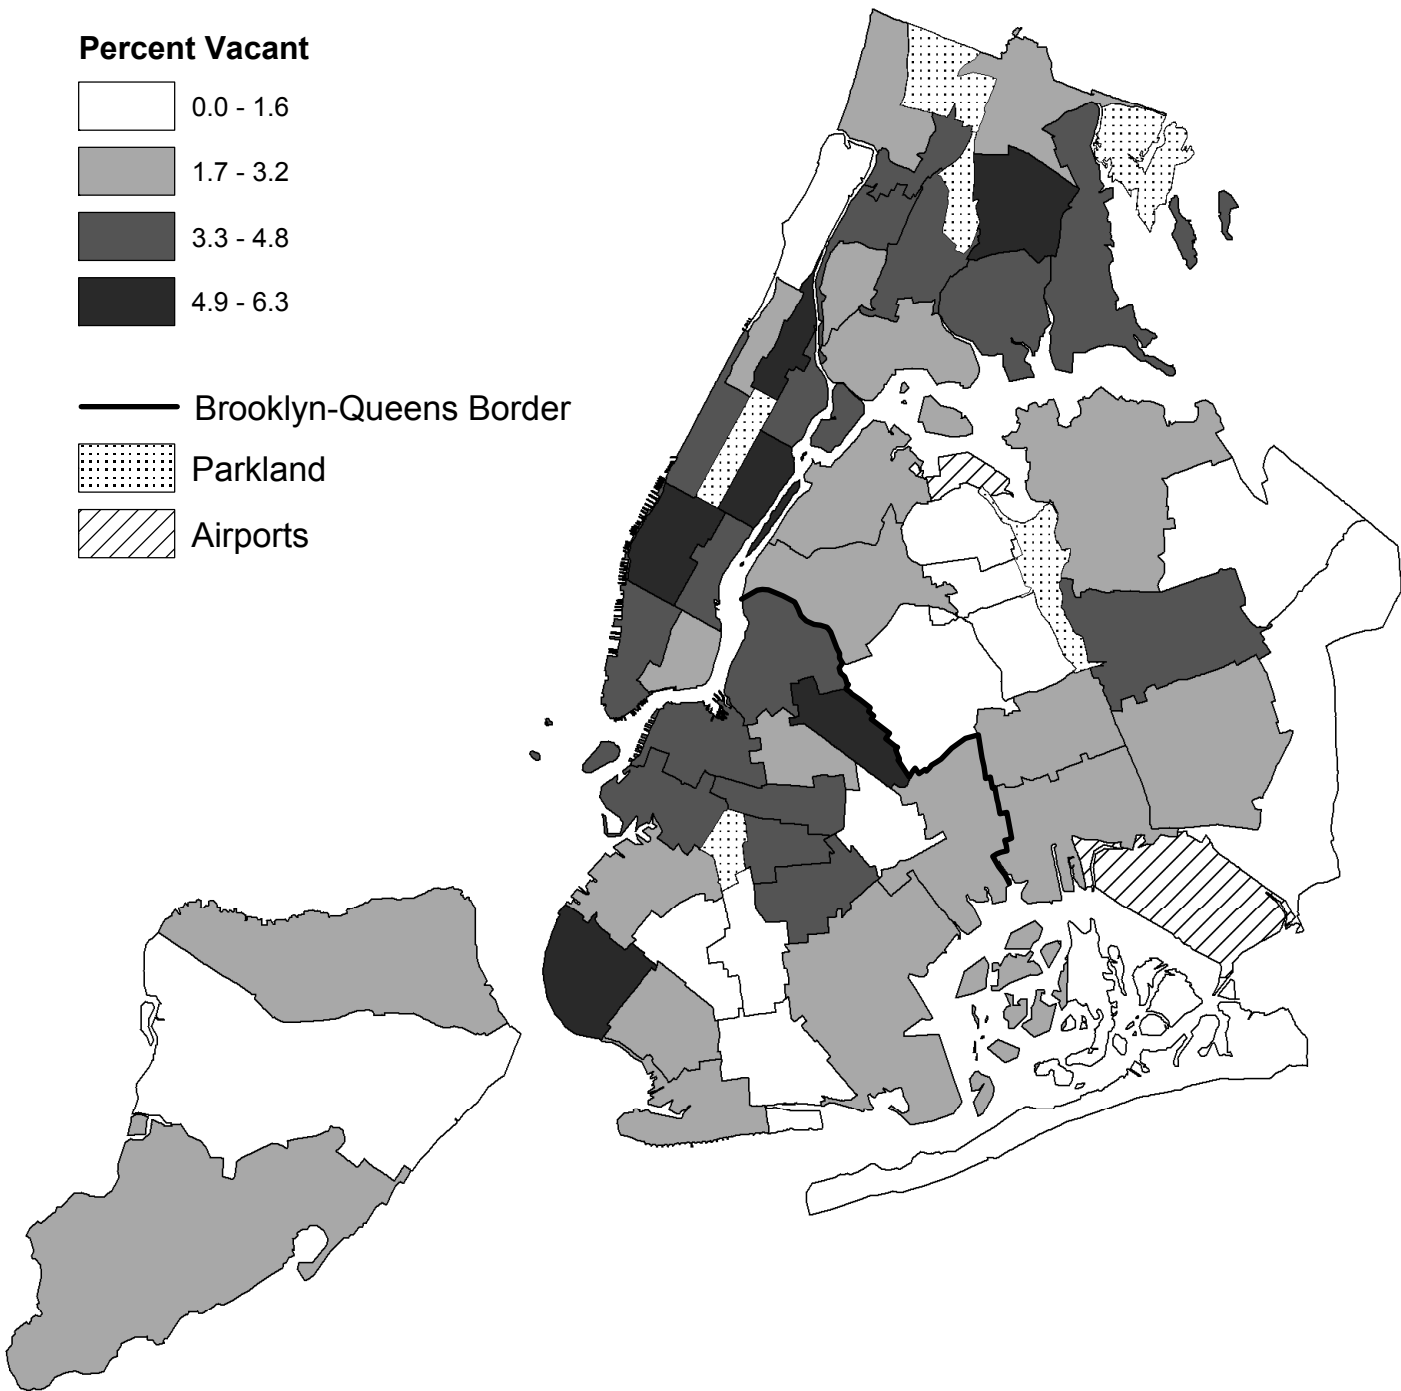 Percent Vacant
0.0 - 1.6
1.7 - 3.2
3.3 - 4.8
4.9 - 6.3
Brooklyn-Queens Border
Parkland
Airports